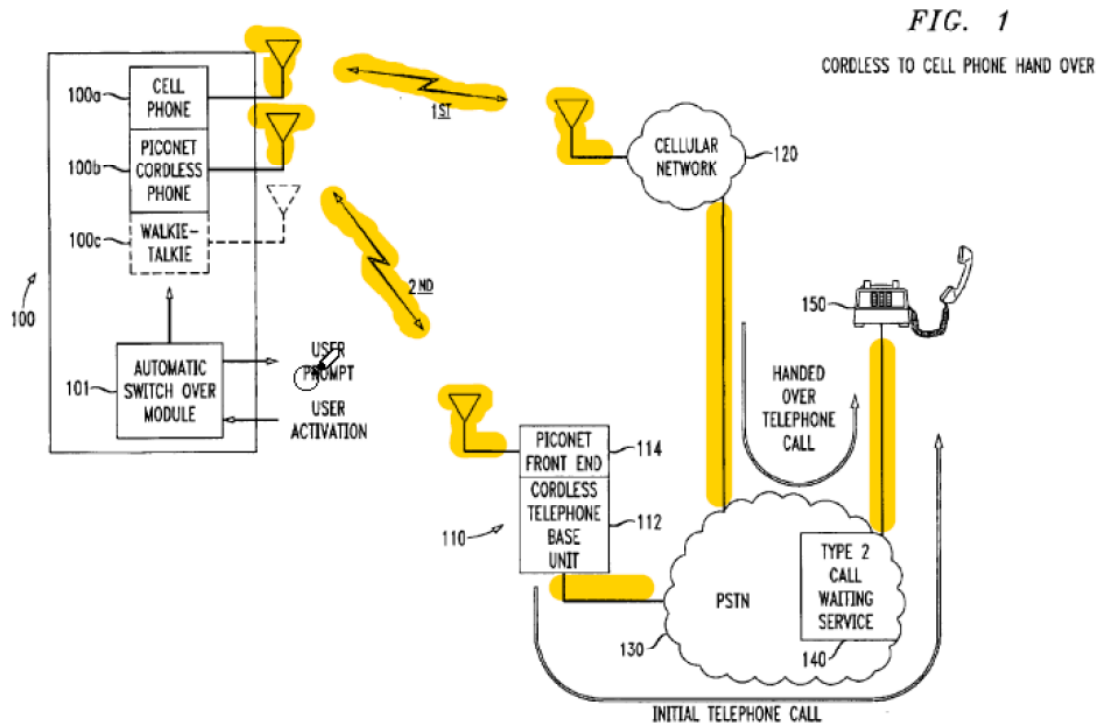 FIG. 1
CORDLESS TO CELL PHONE HAND OVER
100a
CELL
PHONE
100b
PICONET
CORDLESS
PHONE
100c
WALKIE-
TALKIE
100
101
AUTOMATIC
SWITCH OVER
MODULE
USER
PROMPT
USER
ACTIVATION
1ST
2ND
CELLULAR
NETWORK
120
150
HANDED
OVER
TELEPHONE
CALL
PICONET
FRONT END
114
CORDLESS
TELEPHONE
BASE
UNIT
112
110
PSTN
130
TYPE 2
CALL
WAITING
SERVICE
140
INITIAL TELEPHONE CALL